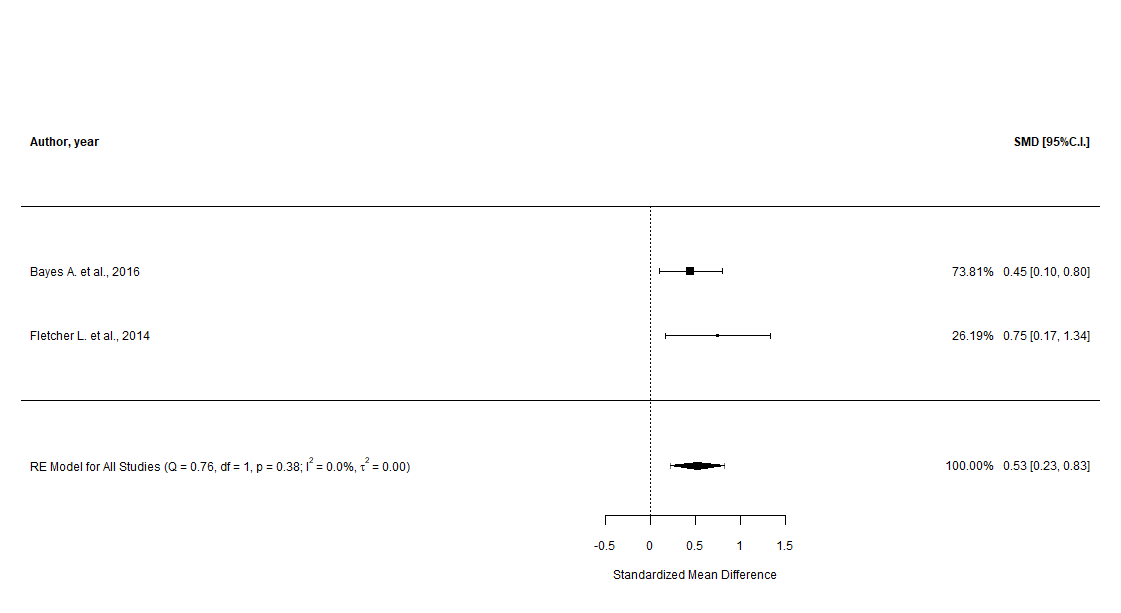 Author, year SMD [95%C.I.]
Bayes A. et al., 2016 73.81% 0.45 [0.10, 0.80]
Fletcher L. et al., 2014 26.19% 0.75 [0.17, 1.34]
RE Model for All Studies (Q = 0.76, df = 1, p = 0.38; I² = 0.0%, τ² = 0.00) 100.00% 0.53 [0.23, 0.83]
-0.5 0 0.5 1 1.5
Standardized Mean Difference